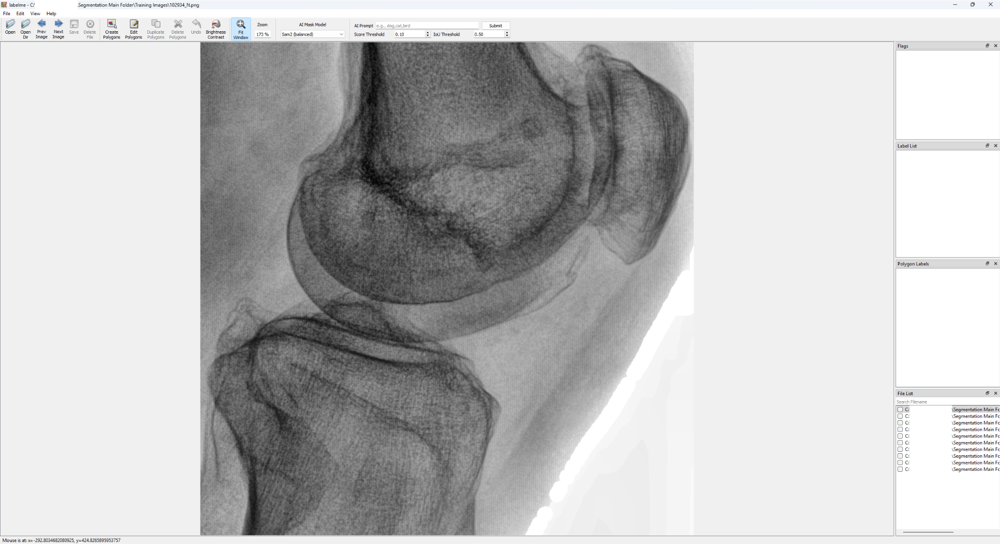 labelme - C:\Segmentation Main Folder\Training Images\102934_N.png
File Edit View Help
Open
Open Dir
Prev Image
Next Image
Save
Delete File
Create Polygons
Edit Polygons
Duplicate Polygons
Delete Polygons
Undo
Brightness Contrast
Fit Window
Zoom
173 %
AI Mask Model
Sam2 (balanced)
AI Prompt e.g., dog,cat,bird Submit
Score Threshold 0.10 IoU Threshold 0.50
Flags
Label List
Polygon Labels
File List
Search Filename
C: \Segmentation Main Fo
C: \Segmentation Main Fo
C: \Segmentation Main Fo
C: \Segmentation Main Fo
C: \Segmentation Main Fo
C: \Segmentation Main Fo
C: \Segmentation Main Fo
C: \Segmentation Main Fo
C: \Segmentation Main Fo
C: \Segmentation Main Fo
Mouse is at: x=-292.8034682080925, y=424.8265895953757